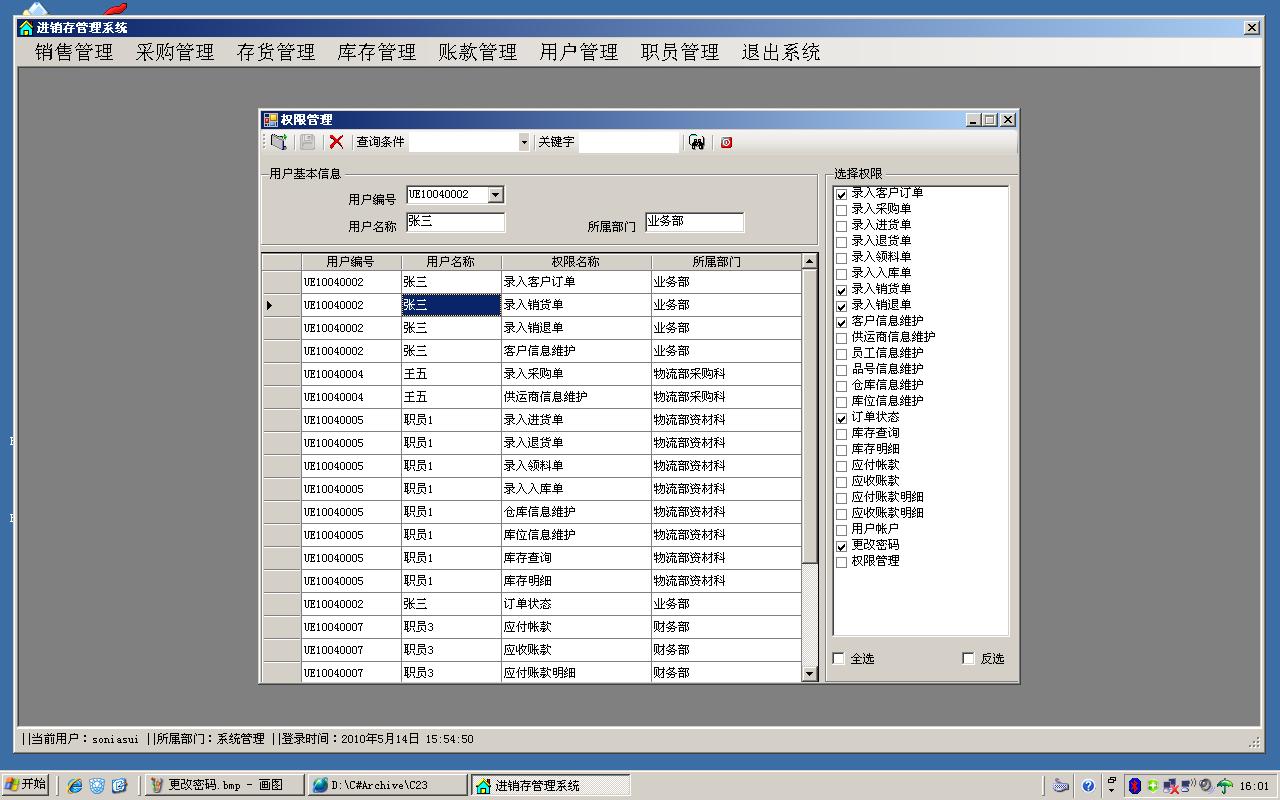 进销存管理系统
销售管理 采购管理 存货管理 库存管理 账款管理 用户管理 职员管理 退出系统
权限管理
查询条件 关键字
用户基本信息
用户编号 UE10040002
用户名称 张三 所属部门 业务部
用户编号 用户名称 权限名称 所属部门
UE10040002 张三 录入客户订单 业务部
UE10040002 张三 录入销货单 业务部
UE10040002 张三 录入销退单 业务部
UE10040002 张三 客户信息维护 业务部
UE10040004 王五 录入采购单 物流部采购科
UE10040004 王五 供运商信息维护 物流部采购科
UE10040005 职员1 录入进货单 物流部资材科
UE10040005 职员1 录入退货单 物流部资材科
UE10040005 职员1 录入领料单 物流部资材科
UE10040005 职员1 录入入库单 物流部资材科
UE10040005 职员1 仓库信息维护 物流部资材科
UE10040005 职员1 库位信息维护 物流部资材科
UE10040005 职员1 库存查询 物流部资材科
UE10040005 职员1 库存明细 物流部资材科
UE10040002 张三 订单状态 业务部
UE10040007 职员3 应付帐款 财务部
UE10040007 职员3 应收账款 财务部
UE10040007 职员3 应付账款明细 财务部
选择权限
录入客户订单
录入采购单
录入进货单
录入退货单
录入领料单
录入入库单
录入销货单
录入销退单
客户信息维护
供运商信息维护
员工信息维护
品号信息维护
仓库信息维护
库位信息维护
订单状态
库存查询
库存明细
应付帐款
应收账款
应付账款明细
应收账款明细
用户帐户
更改密码
权限管理
全选 反选
||当前用户：soniasui ||所属部门：系统管理 ||登录时间：2010年5月14日 15:54:50
开始 更改密码.bmp - 画图 D:\C#Archive\C23 进销存管理系统 16:01